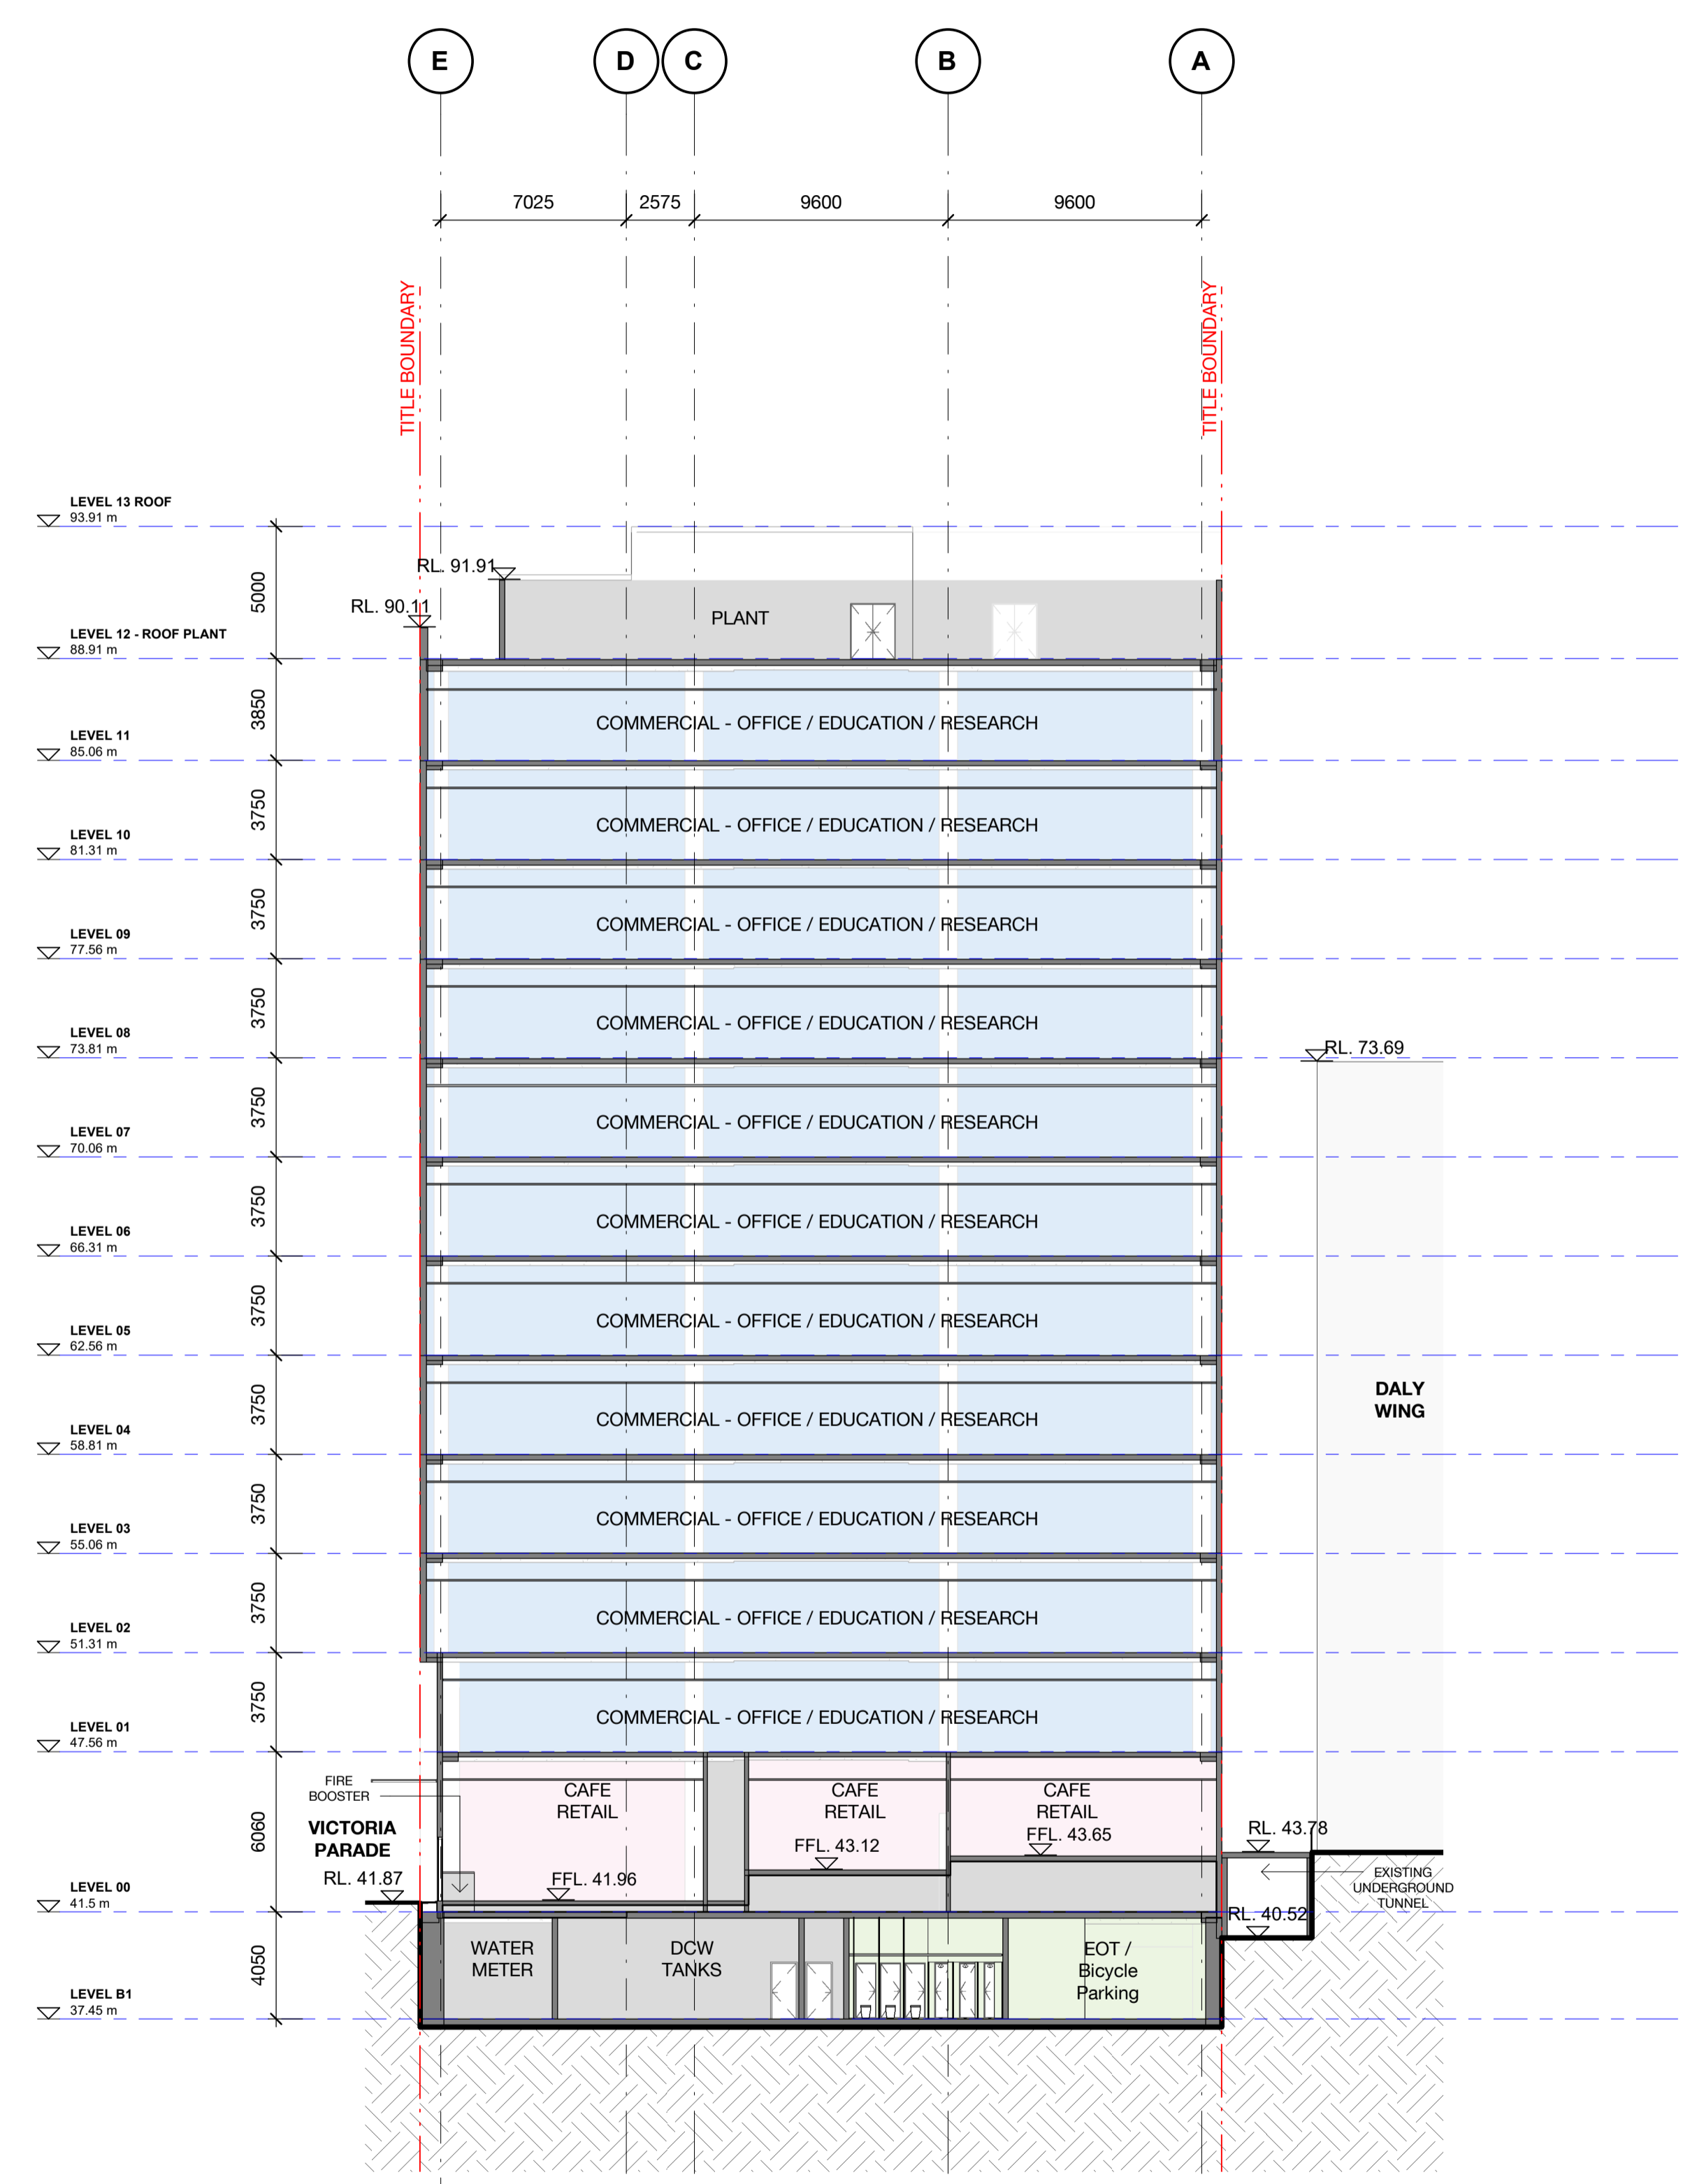 E
D
C
B
A
7025
2575
9600
9600
TITLE BOUNDARY
TITLE BOUNDARY
LEVEL 13 ROOF
93.91 m
5000
RL. 91.91
RL. 90.11
PLANT
LEVEL 12 - ROOF PLANT
88.91 m
3850
COMMERCIAL - OFFICE / EDUCATION / RESEARCH
LEVEL 11
85.06 m
3750
COMMERCIAL - OFFICE / EDUCATION / RESEARCH
LEVEL 10
81.31 m
3750
COMMERCIAL - OFFICE / EDUCATION / RESEARCH
LEVEL 09
77.56 m
3750
COMMERCIAL - OFFICE / EDUCATION / RESEARCH
LEVEL 08
73.81 m
RL. 73.69
3750
COMMERCIAL - OFFICE / EDUCATION / RESEARCH
LEVEL 07
70.06 m
3750
COMMERCIAL - OFFICE / EDUCATION / RESEARCH
LEVEL 06
66.31 m
3750
COMMERCIAL - OFFICE / EDUCATION / RESEARCH
LEVEL 05
62.56 m
3750
COMMERCIAL - OFFICE / EDUCATION / RESEARCH
DALY
WING
LEVEL 04
58.81 m
3750
COMMERCIAL - OFFICE / EDUCATION / RESEARCH
LEVEL 03
55.06 m
3750
COMMERCIAL - OFFICE / EDUCATION / RESEARCH
LEVEL 02
51.31 m
3750
COMMERCIAL - OFFICE / EDUCATION / RESEARCH
LEVEL 01
47.56 m
6060
FIRE
BOOSTER
VICTORIA
PARADE
RL. 41.87
CAFE
RETAIL
FFL. 41.96
CAFE
RETAIL
FFL. 43.12
CAFE
RETAIL
FFL. 43.65
RL. 43.78
EXISTING
UNDERGROUND
TUNNEL
RL. 40.52
LEVEL 00
41.5 m
4050
WATER
METER
DCW
TANKS
EOT /
Bicycle
Parking
LEVEL B1
37.45 m